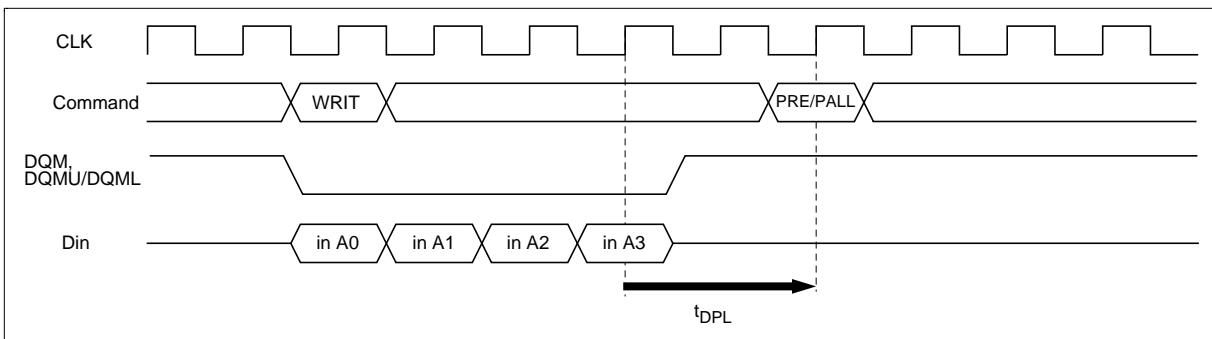 CLK
Command
WRIT
PRE/PALL
DQM,
DQMU/DQML
Din
in A0
in A1
in A2
in A3
tDPL